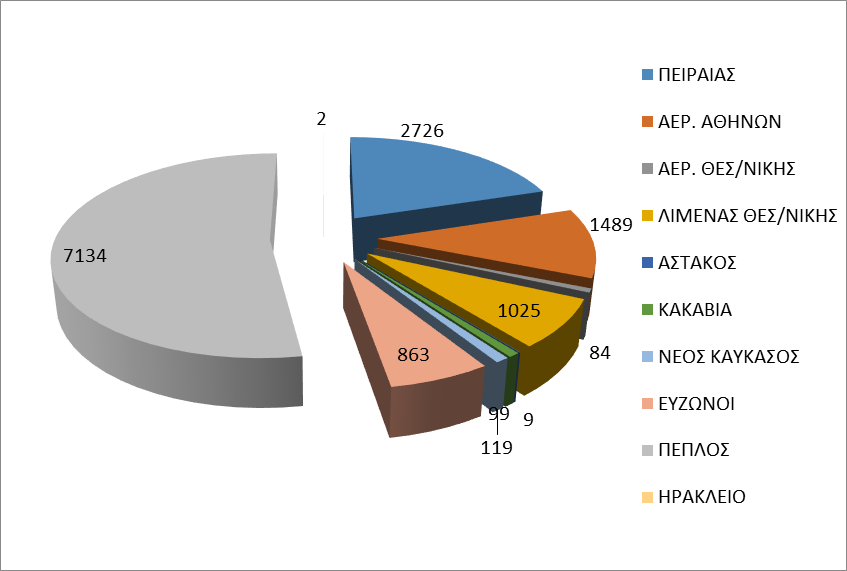 2
2726
1489
7134
1025
84
863
99
9
119
ΠΕΙΡΑΙΑΣ
ΑΕΡ. ΑΘΗΝΩΝ
ΑΕΡ. ΘΕΣ/ΝΙΚΗΣ
ΛΙΜΕΝΑΣ ΘΕΣ/ΝΙΚΗΣ
ΑΣΤΑΚΟΣ
ΚΑΚΑΒΙΑ
ΝΕΟΣ ΚΑΥΚΑΣΟΣ
ΕΥΖΩΝΟΙ
ΠΕΠΛΟΣ
ΗΡΑΚΛΕΙΟ